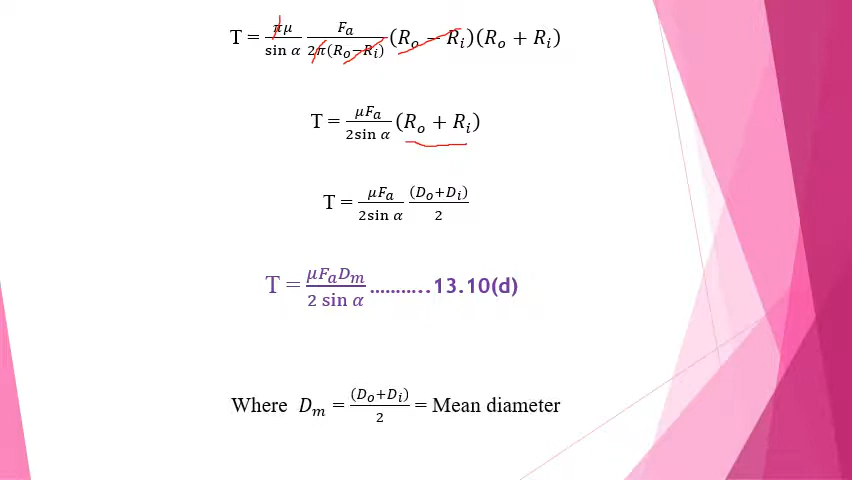 T = πμ/sin α F_a/2π(R_o−R_i) (R_o − R_i)(R_o + R_i)
T = μF_a/2sin α (R_o + R_i)
T = μF_a/2sin α (D_o+D_i)/2
T = μF_aD_m/2 sin α ............13.10(d)
Where D_m = (D_o+D_i)/2 = Mean diameter